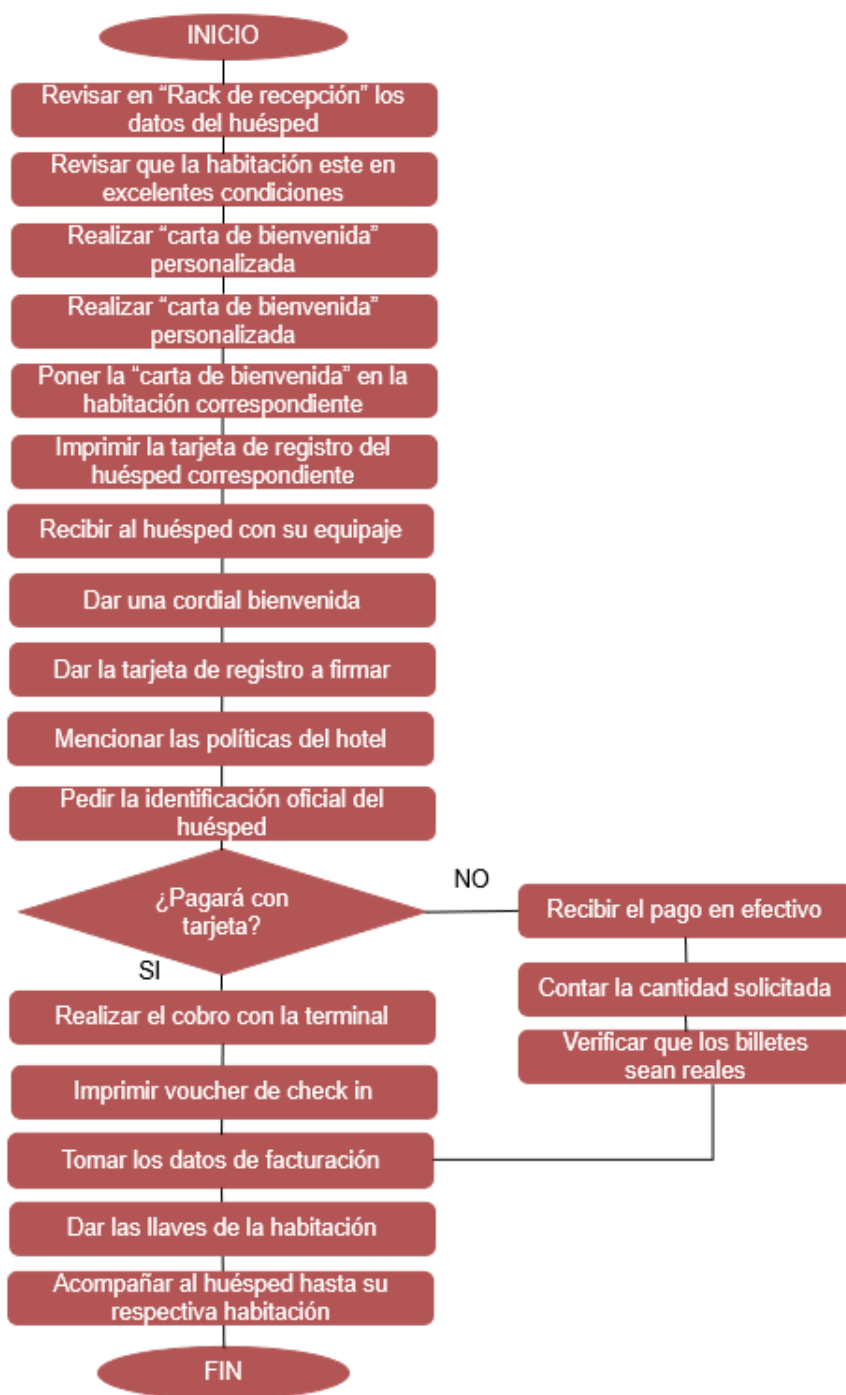 INICIO
Revisar en “Rack de recepción” los
datos del huésped
Revisar que la habitación este en
excelentes condiciones
Realizar “carta de bienvenida”
personalizada
Realizar “carta de bienvenida”
personalizada
Poner la “carta de bienvenida” en la
habitación correspondiente
Imprimir la tarjeta de registro del
huésped correspondiente
Recibir al huésped con su equipaje
Dar una cordial bienvenida
Dar la tarjeta de registro a firmar
Mencionar las políticas del hotel
Pedir la identificación oficial del
huésped
¿Pagará con
tarjeta?
NO
Recibir el pago en efectivo
Contar la cantidad solicitada
Verificar que los billetes
sean reales
SI
Realizar el cobro con la terminal
Imprimir voucher de check in
Tomar los datos de facturación
Dar las llaves de la habitación
Acompañar al huésped hasta su
respectiva habitación
FIN